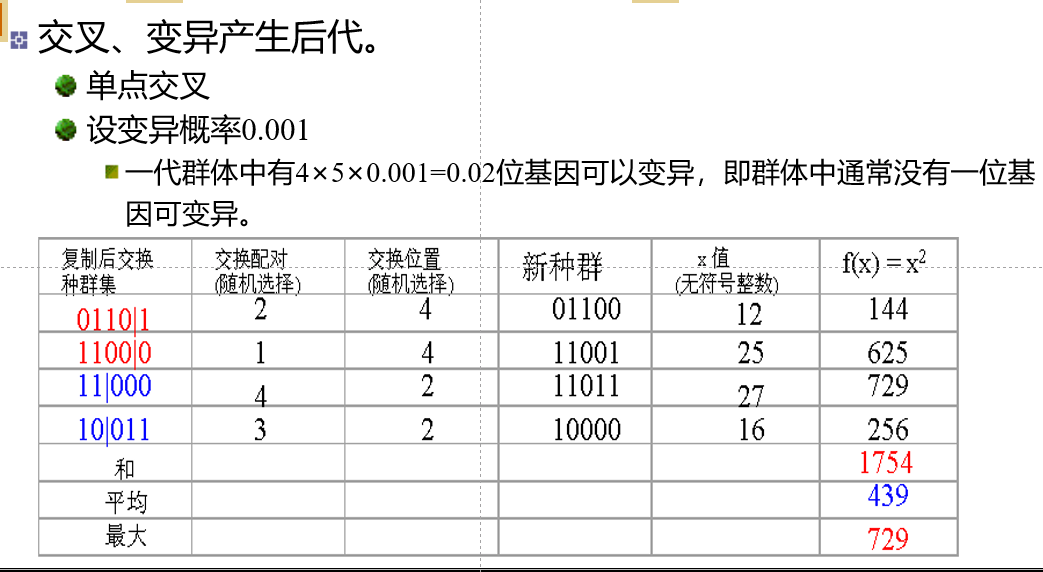 交叉、变异产生后代。
单点交叉
设变异概率0.001
一代群体中有4×5×0.001=0.02位基因可以变异，即群体中通常没有一位基
因可变异。
复制后交换 交换配对 交换位置 新种群 x 值 f(x) = x²
种群集 (随机选择) (随机选择) (无符号整数)
0110|1 2 4 01100 12 144
1100|0 1 4 11001 25 625
11|000 4 2 11011 27 729
10|011 3 2 10000 16 256
和 1754
平均 439
最大 729